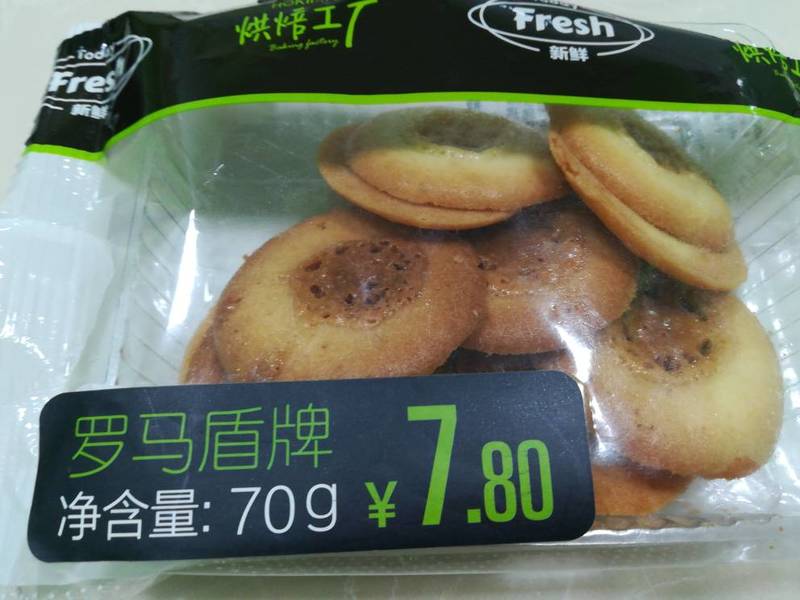 Today
Fresh
新鲜
烘焙工
Baking factory
Fresh
新鲜
罗马盾牌
净含量: 70g
¥ 7.80